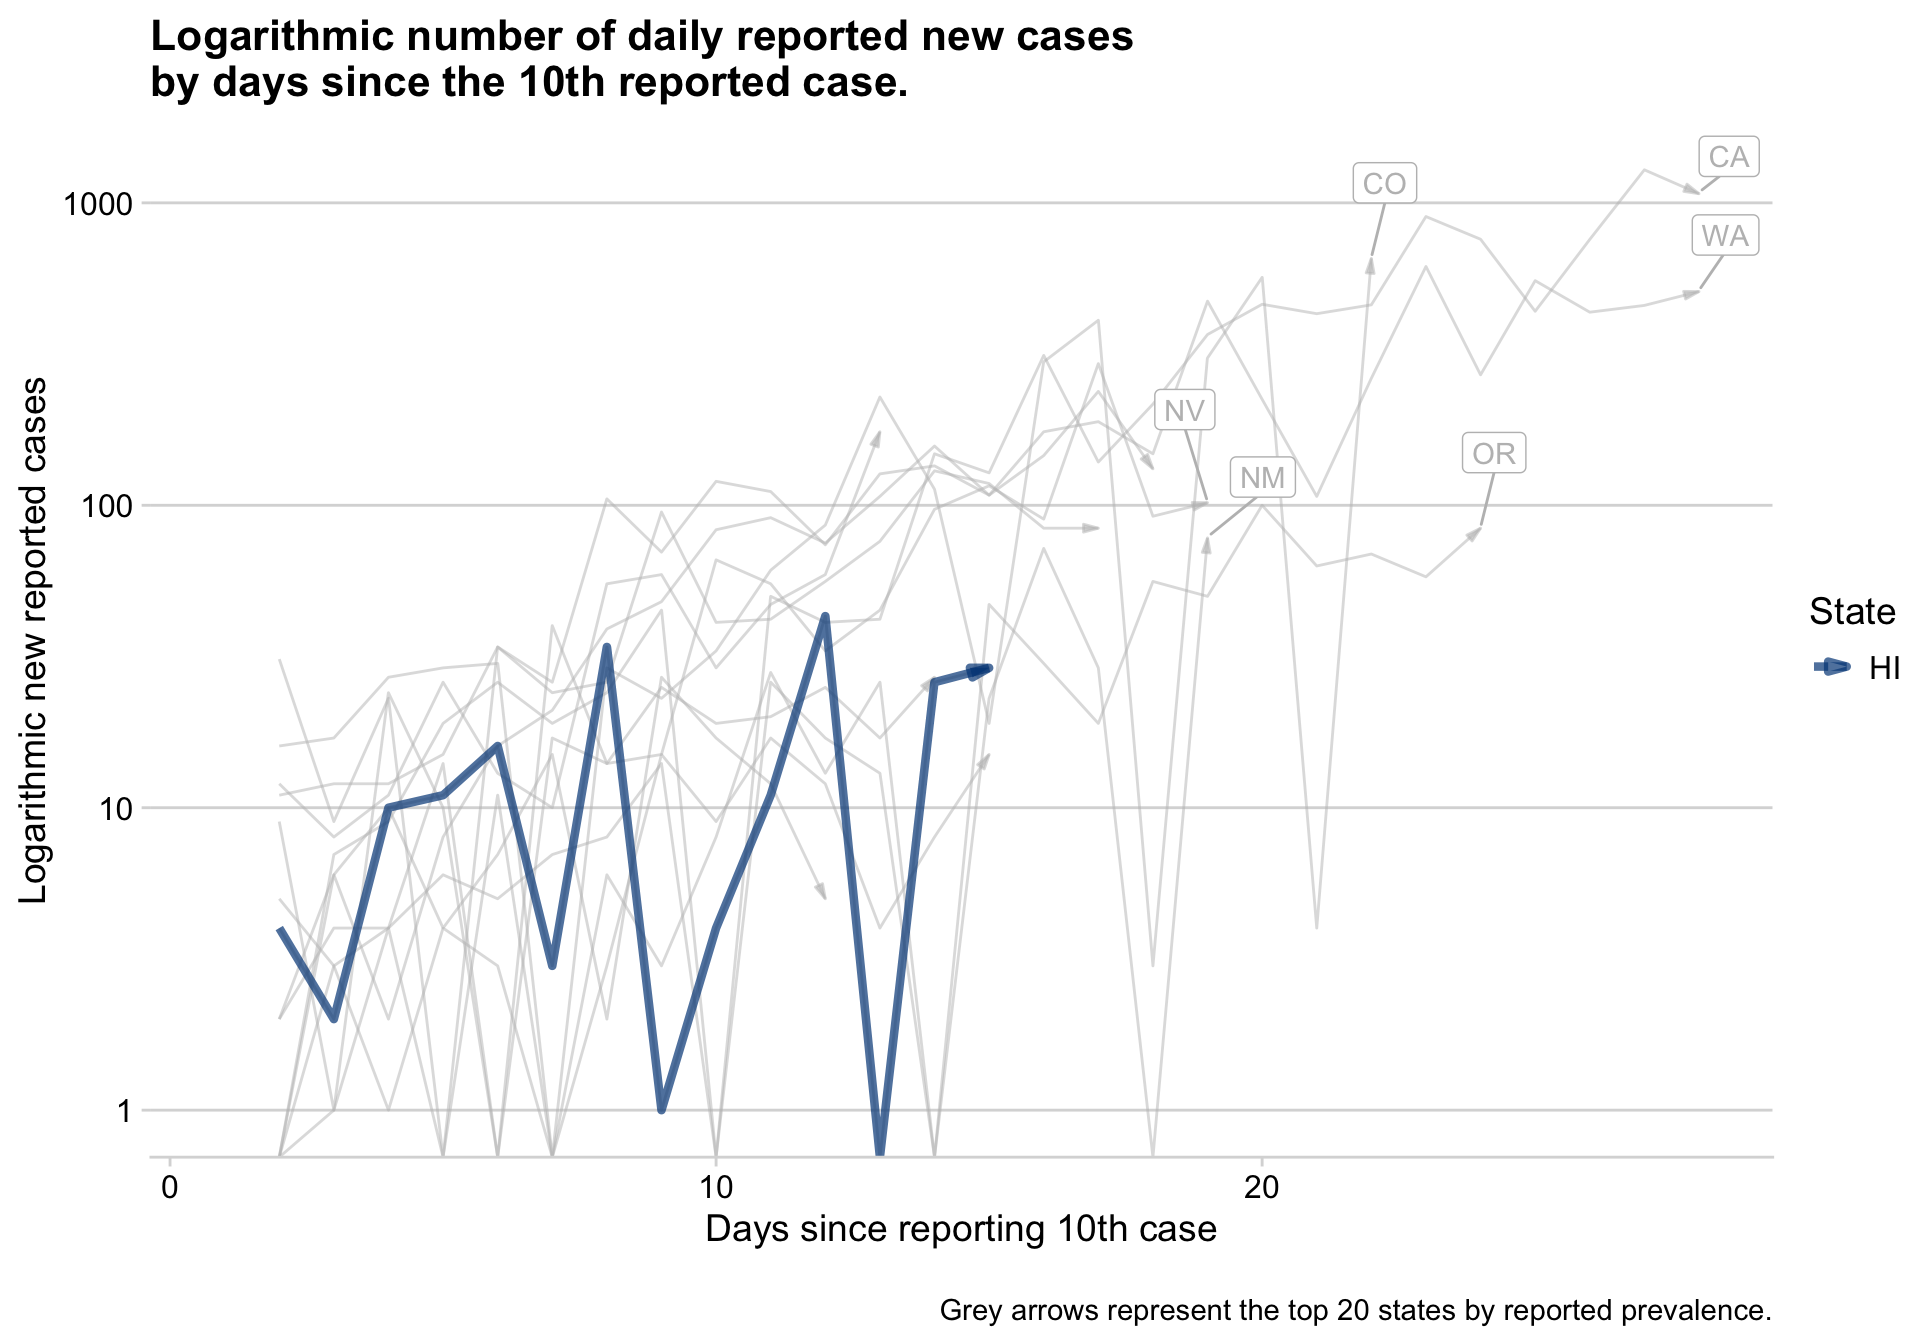 Logarithmic number of daily reported new cases
by days since the 10th reported case.
CA
CO
1000
WA
NV
OR
NM
100
Logarithmic new reported cases
State
HI
10
1
0
10
20
Days since reporting 10th case
Grey arrows represent the top 20 states by reported prevalence.